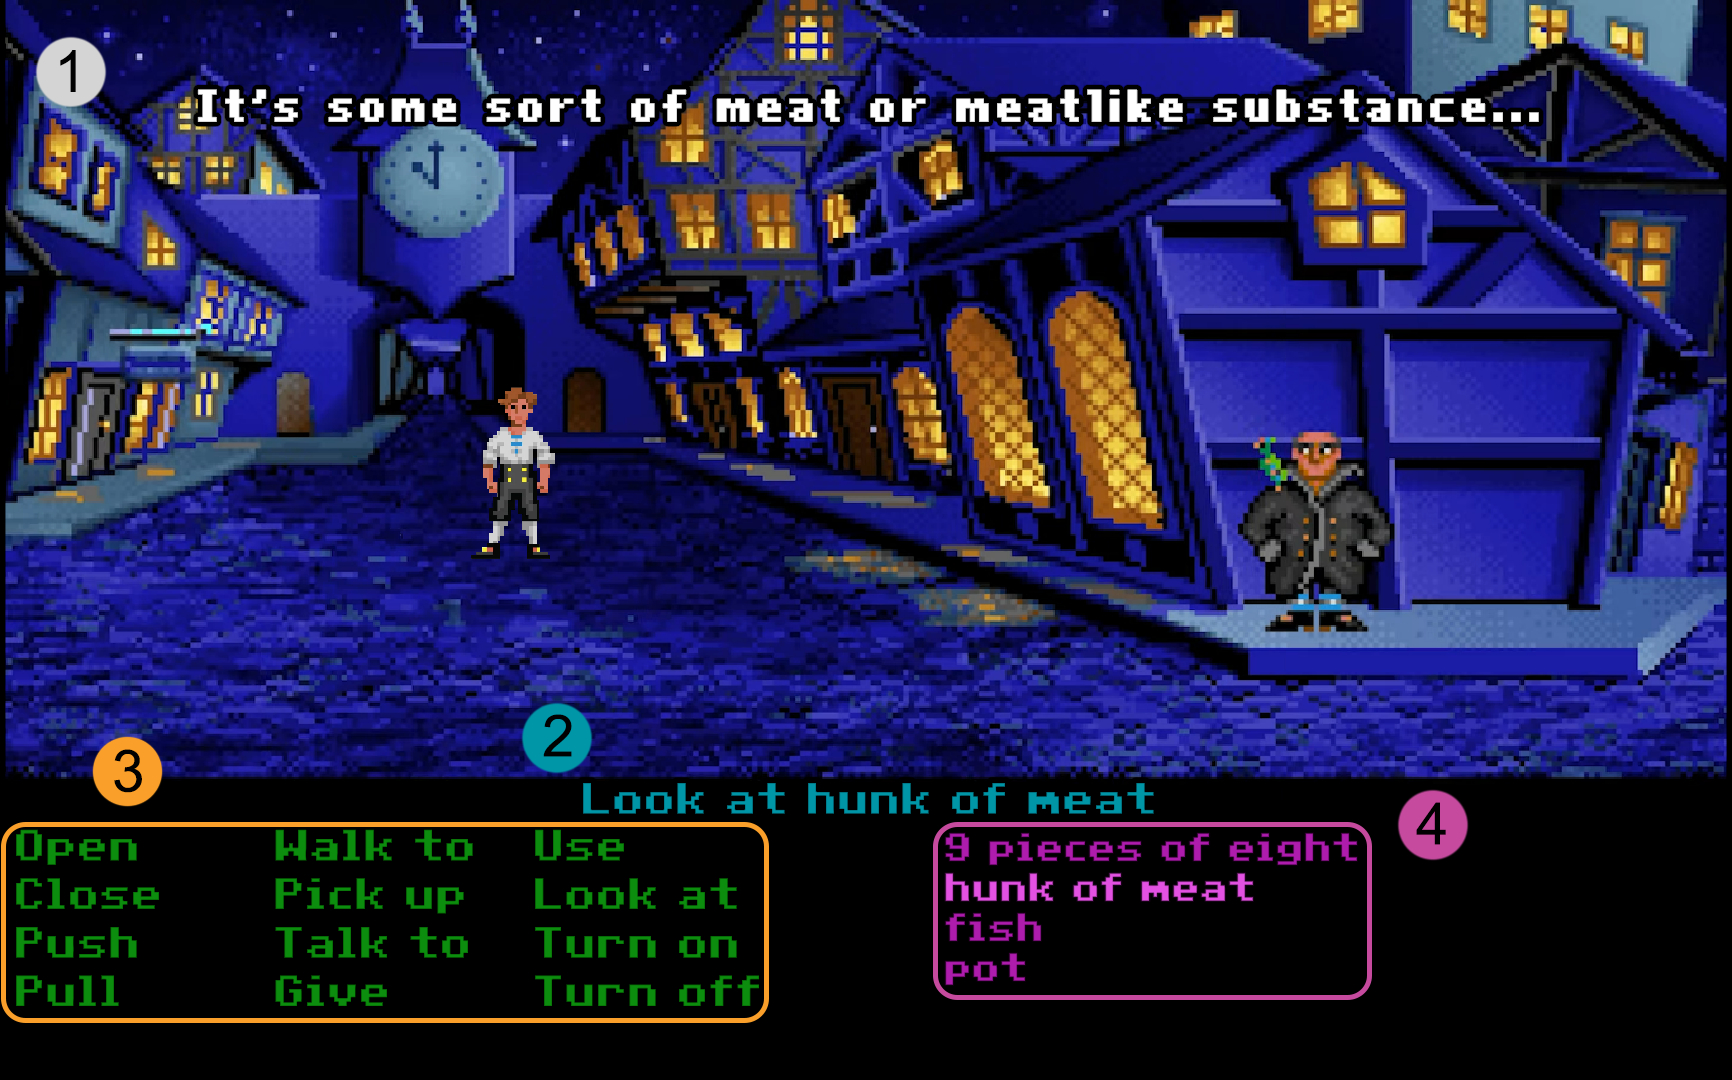 1
It's some sort of meat or meatlike substance...
2
3
Look at hunk of meat
4
Open Walk to Use
Close Pick up Look at
Push Talk to Turn on
Pull Give Turn off
9 pieces of eight
hunk of meat
fish
pot